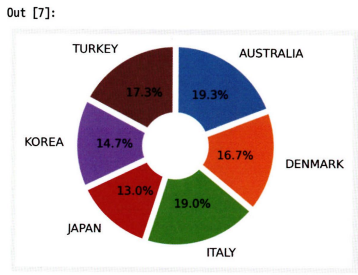 Out [7]:
TURKEY
AUSTRALIA
17.3%
19.3%
KOREA
14.7%
16.7%
DENMARK
13.0%
19.0%
JAPAN
ITALY